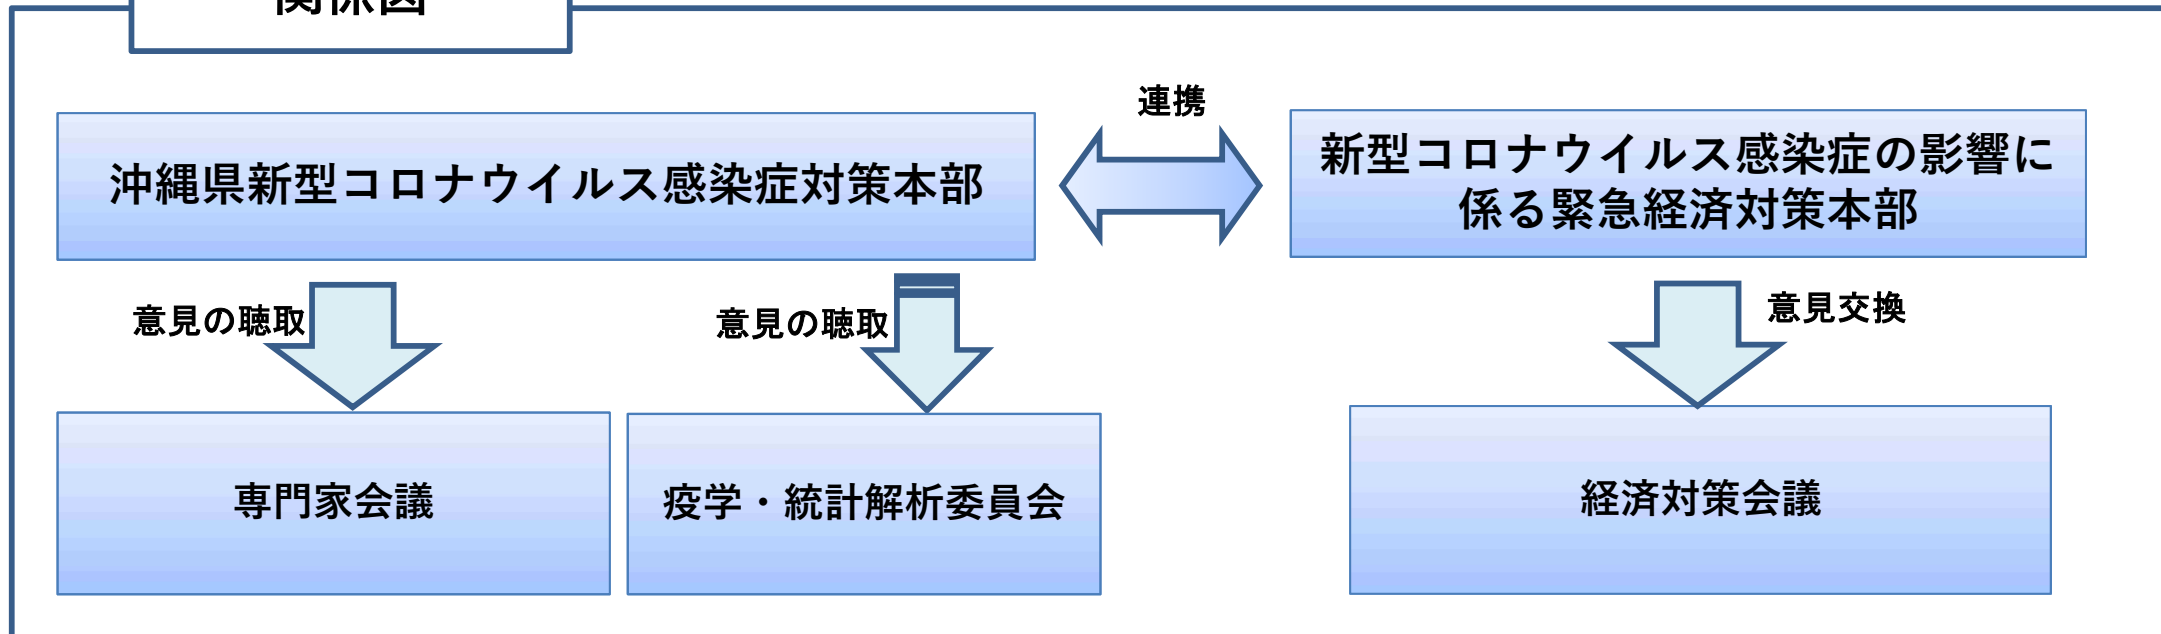 関係図
連携
沖縄県新型コロナウイルス感染症対策本部
新型コロナウイルス感染症の影響に
係る緊急経済対策本部
意見の聴取
意見の聴取
意見交換
専門家会議
疫学・統計解析委員会
経済対策会議